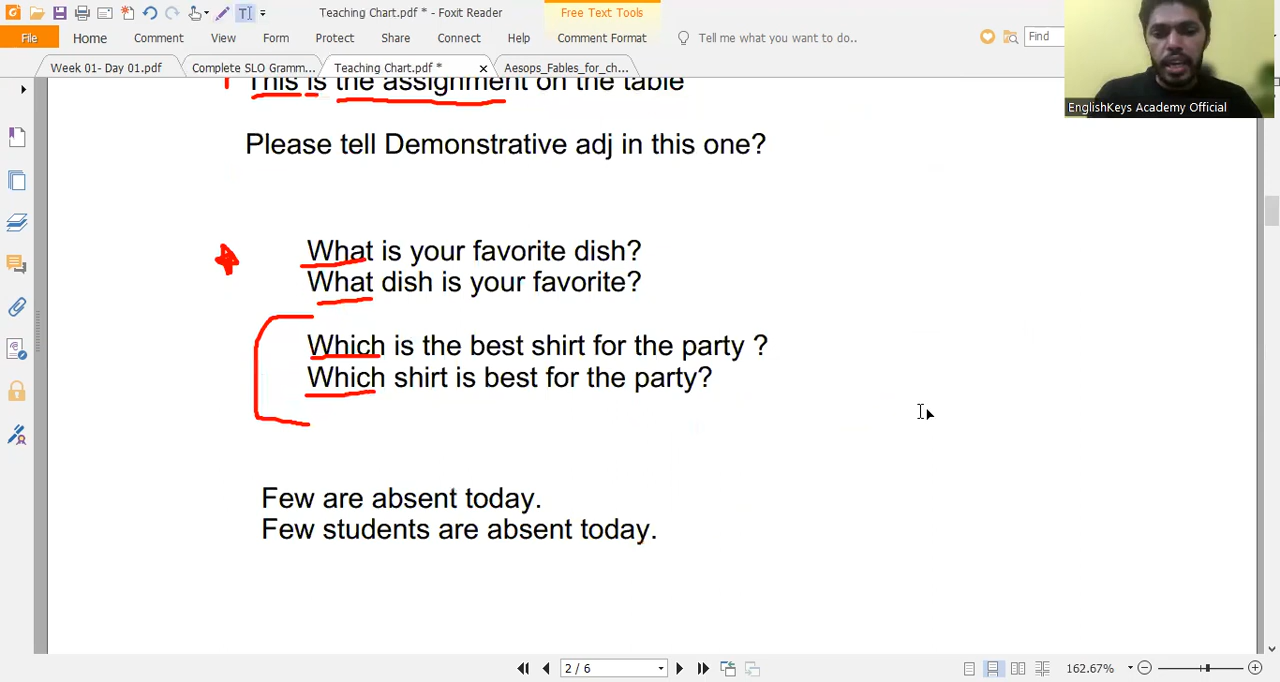 Teaching Chart.pdf * - Foxit Reader
Free Text Tools
File
Home
Comment
View
Form
Protect
Share
Connect
Help
Comment Format
Tell me what you want to do..
Find
Week 01- Day 01.pdf
Complete SLO Gramm...
Teaching Chart.pdf *
Aesops_Fables_for_ch...
EnglishKeys Academy Official
This is the assignment on the table
Please tell Demonstrative adj in this one?
What is your favorite dish?
What dish is your favorite?
Which is the best shirt for the party ?
Which shirt is best for the party?
Few are absent today.
Few students are absent today.
2 / 6
162.67%